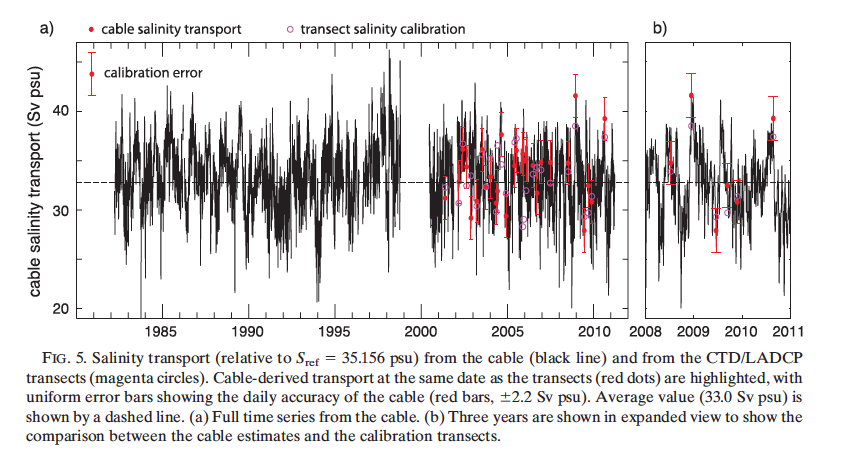 a)
cable salinity transport
transect salinity calibration
b)
calibration error
cable salinity transport (Sv psu)
40
30
20
1985 1990 1995 2000 2005 2010 2008 2009 2010 2011
FIG. 5. Salinity transport (relative to Sref = 35.156 psu) from the cable (black line) and from the CTD/LADCP
transects (magenta circles). Cable-derived transport at the same date as the transects (red dots) are highlighted, with
uniform error bars showing the daily accuracy of the cable (red bars, ±2.2 Sv psu). Average value (33.0 Sv psu) is
shown by a dashed line. (a) Full time series from the cable. (b) Three years are shown in expanded view to show the
comparison between the cable estimates and the calibration transects.